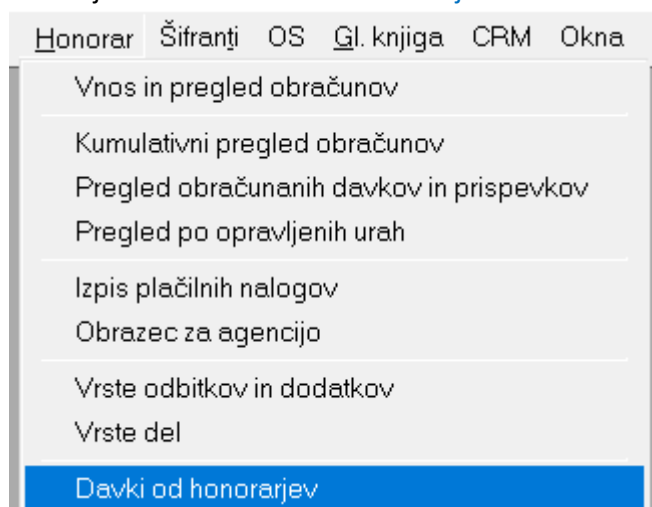 Honorar Šifranti OS Gl. knjiga CRM Okna
Vnos in pregled obračunov
Kumulativni pregled obračunov
Pregled obračunanih davkov in prispevkov
Pregled po opravljenih urah
Izpis plačilnih nalogov
Obrazec za agencijo
Vrste odbitkov in dodatkov
Vrste del
Davki od honorarjev